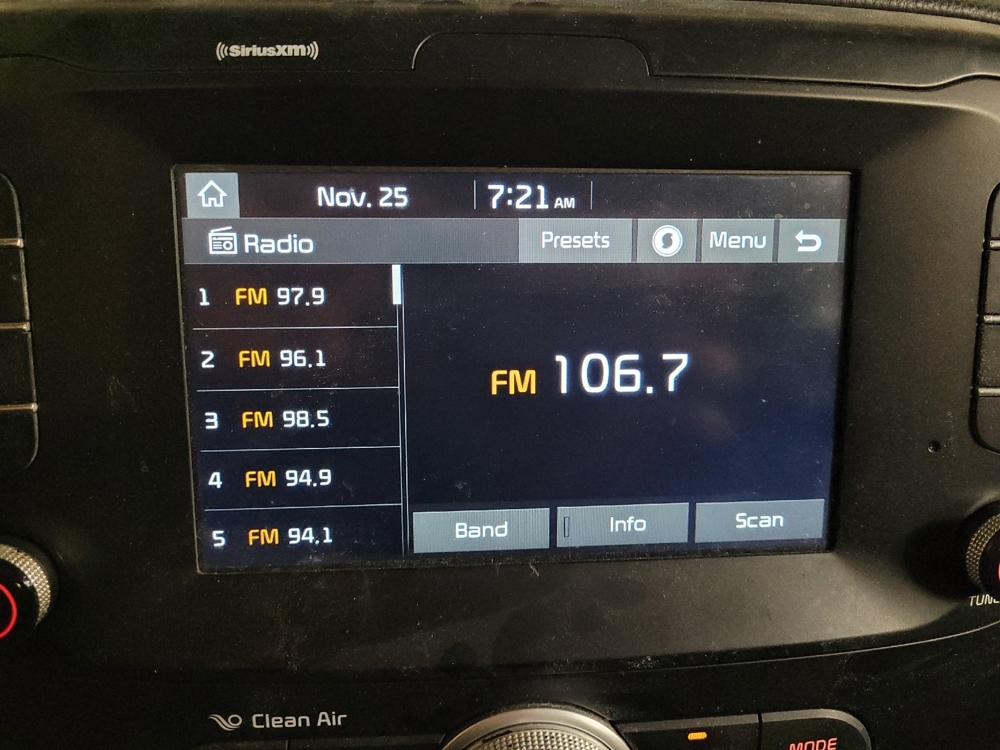 ((SiriusXM))
Nov. 25 7:21 AM
Radio Presets Menu
1 FM 97.9
2 FM 96.1
3 FM 98.5
4 FM 94.9
5 FM 94.1
FM 106.7
Band Info Scan
TUNE
Clean Air
MODE